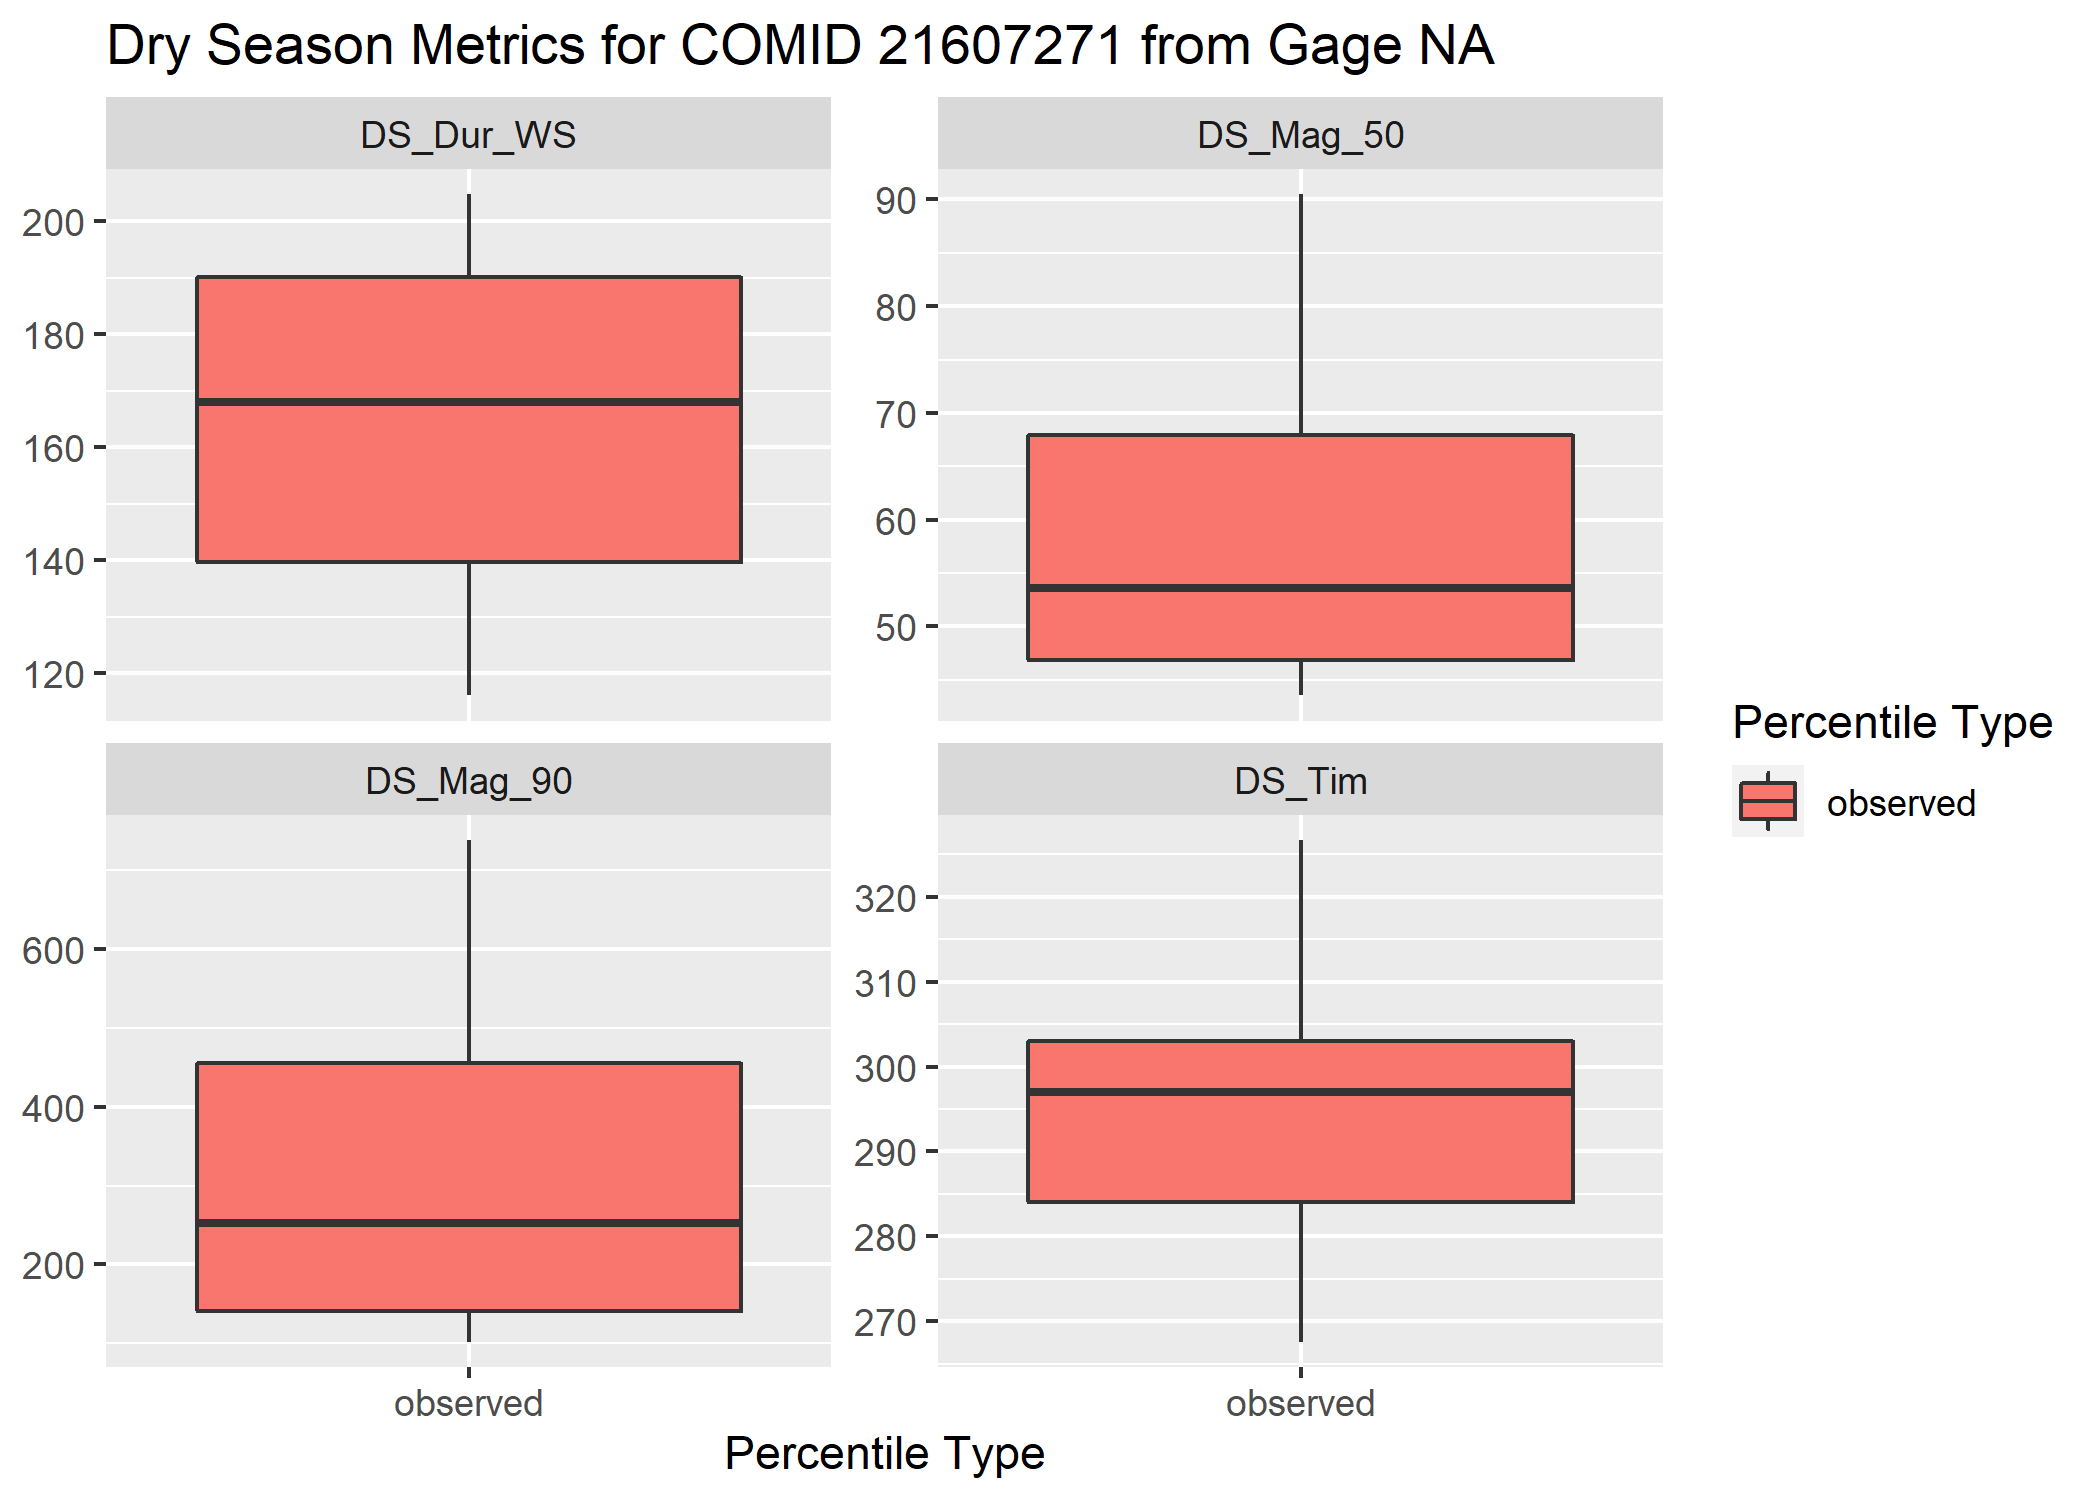 Dry Season Metrics for COMID 21607271 from Gage NA
DS_Dur_WS
200
180
160
140
120
DS_Mag_50
90
80
70
60
50
DS_Mag_90
600
400
200
observed
DS_Tim
320
310
300
290
280
270
observed
Percentile Type
Percentile Type
observed